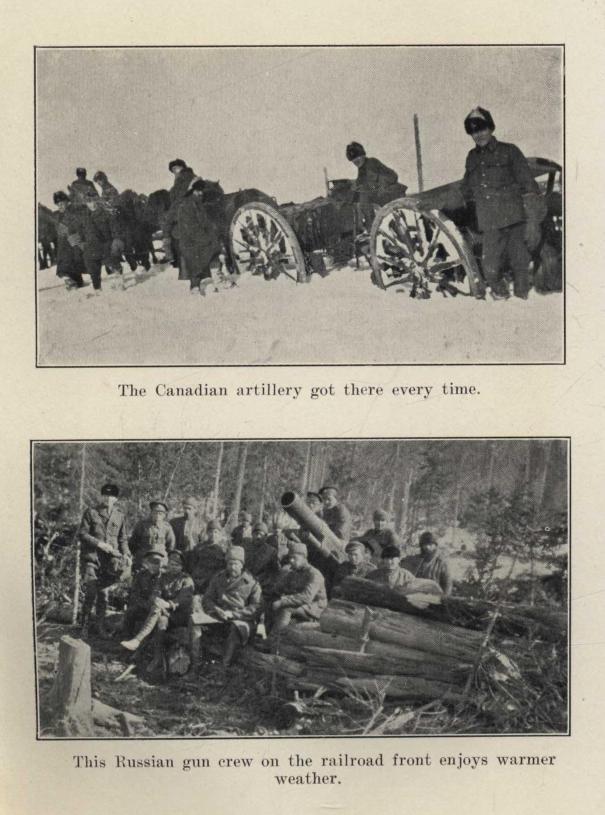 The Canadian artillery got there every time.
This Russian gun crew on the railroad front enjoys warmer
weather.